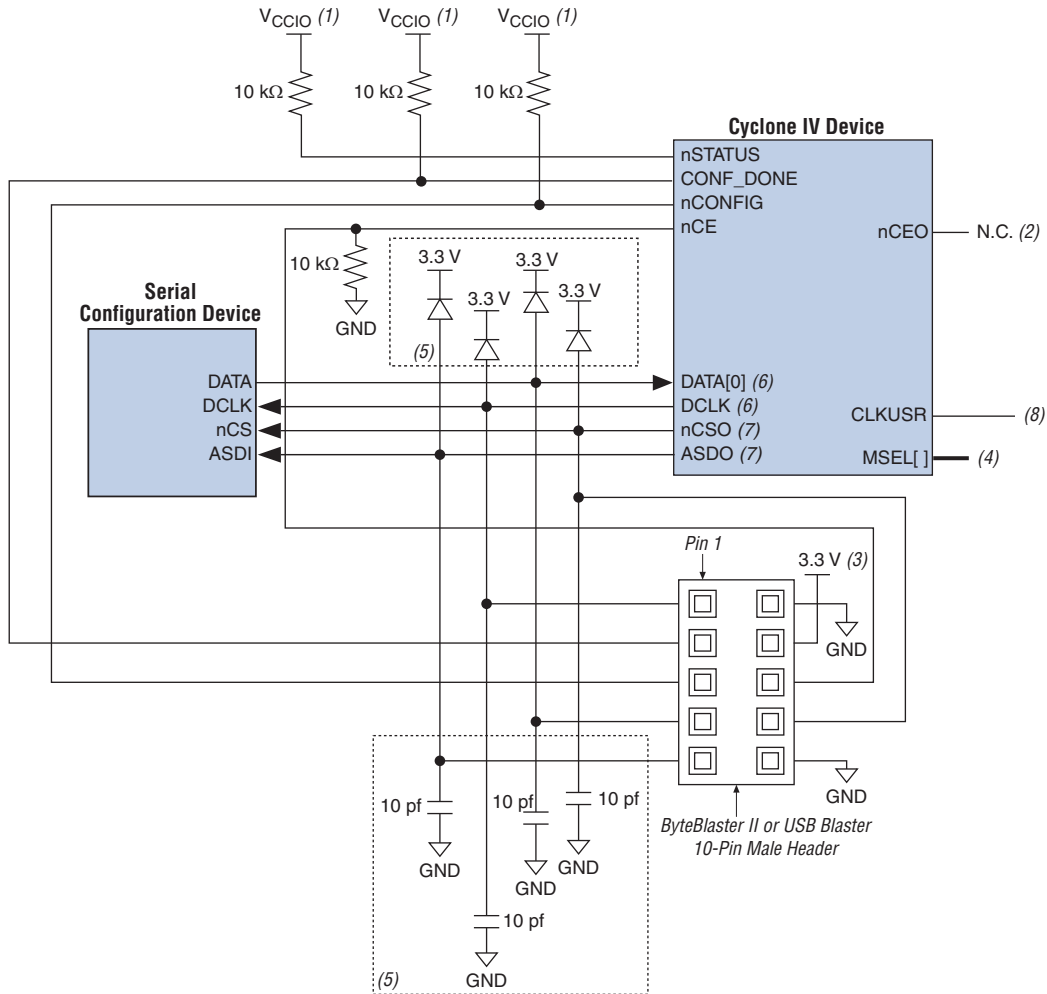 VCCIO (1) VCCIO (1) VCCIO (1)
10 kΩ 10 kΩ 10 kΩ
Cyclone IV Device
nSTATUS
CONF_DONE
nCONFIG
nCE
nCEO N.C. (2)
10 kΩ
GND
3.3 V
3.3 V
3.3 V
3.3 V
(5)
Serial
Configuration Device
DATA
DCLK
nCS
ASDI
DATA[0] (6)
DCLK (6)
nCSO (7)
ASDO (7)
CLKUSR (8)
MSEL[ ] (4)
Pin 1
3.3 V (3)
GND
GND
10 pf
GND
10 pf
GND
10 pf
GND
10 pf
GND
(5)
ByteBlaster II or USB Blaster
10-Pin Male Header